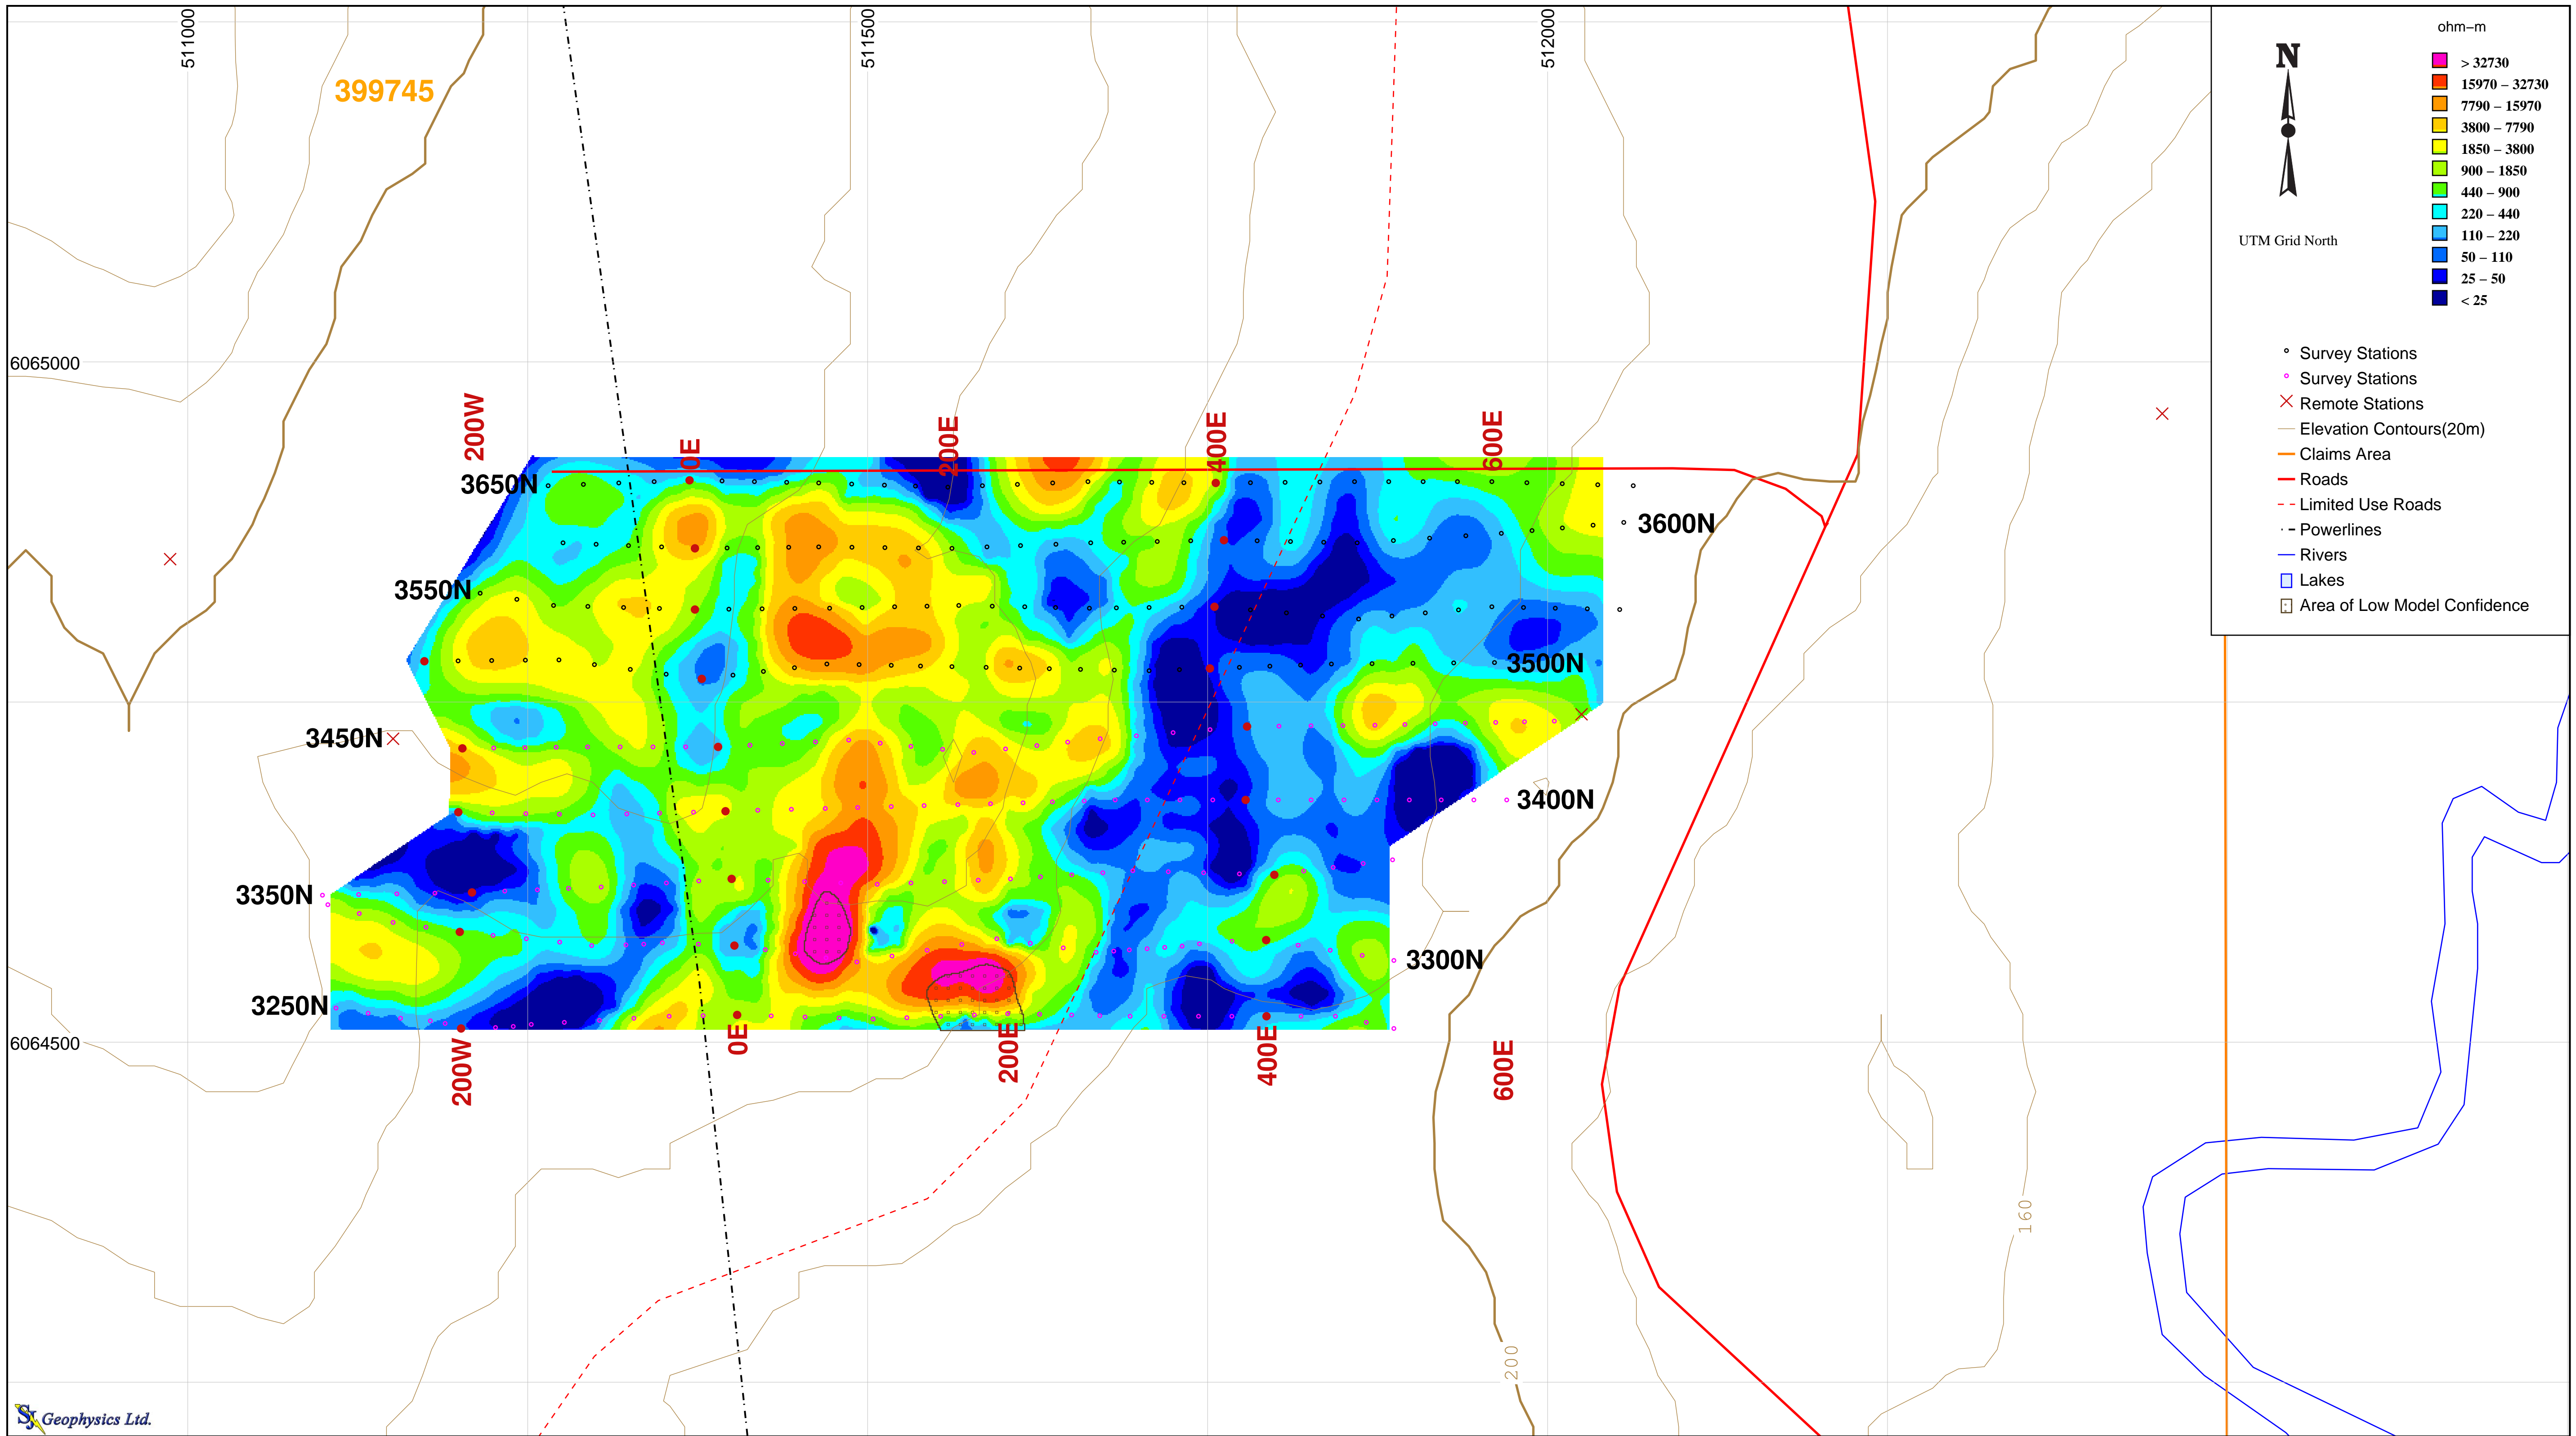 511000
511500
512000
399745
6065000
6064500
200W
0E
200E
400E
600E
3650N
3600N
3550N
3500N
3450N
3400N
3350N
3300N
3250N
200W
0E
200E
400E
600E
160
200
N
UTM Grid North
ohm–m
> 32730
15970 – 32730
7790 – 15970
3800 – 7790
1850 – 3800
900 – 1850
440 – 900
220 – 440
110 – 220
50 – 110
25 – 50
< 25
Survey Stations
Survey Stations
Remote Stations
Elevation Contours(20m)
Claims Area
Roads
Limited Use Roads
Powerlines
Rivers
Lakes
Area of Low Model Confidence
SJ Geophysics Ltd.